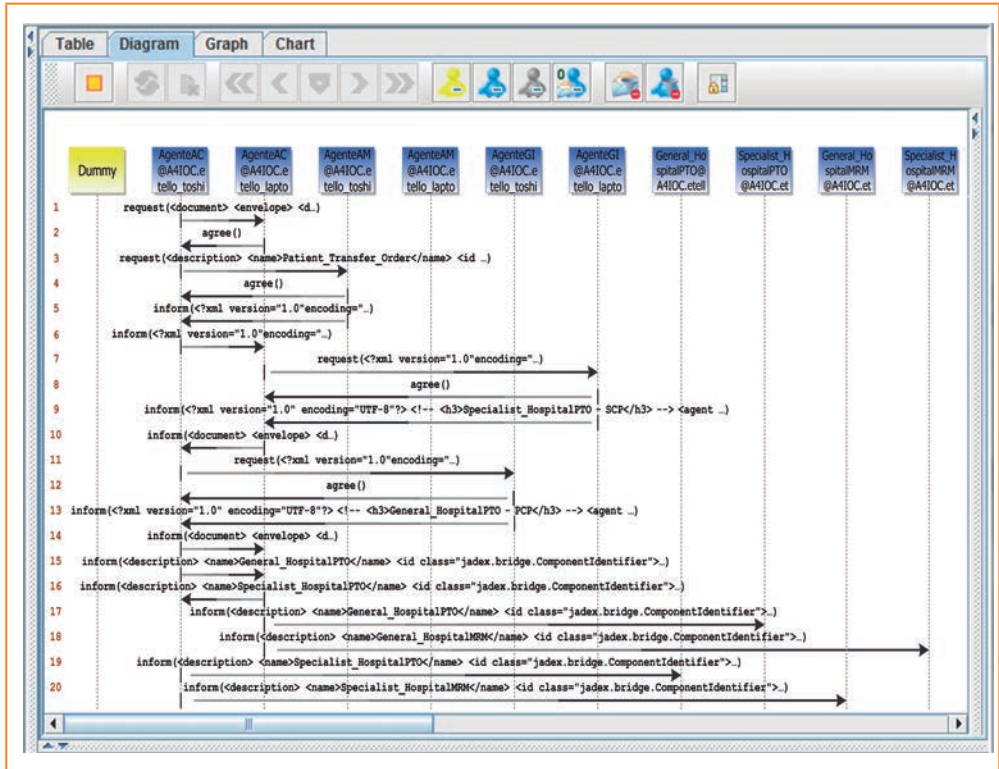 Table Diagram Graph Chart
0
Dummy
AgenteAC
@A4IOC.e
tello_toshi
AgenteAC
@A4IOC.e
tello_lapto
AgenteAM
@A4IOC.e
tello_toshi
AgenteAM
@A4IOC.e
tello_lapto
AgenteGI
@A4IOC.e
tello_toshi
AgenteGI
@A4IOC.e
tello_lapto
General_Ho
spitalPTO@
A4IOC.etell
Specialist_H
ospitalPTO
@A4IOC.et
General_Ho
spitalMRM
@A4IOC.et
Specialist_H
ospitalMRM
@A4IOC.et
1 request(<document> <envelope> <d…)
2 agree()
3 request(<description> <name>Patient_Transfer_Order</name> <id …)
4 agree()
5 inform(<?xml version="1.0"encoding="…)
6 inform(<?xml version="1.0"encoding="…)
7 request(<?xml version="1.0"encoding="…)
8 agree()
9 inform(<?xml version="1.0" encoding="UTF-8"?> <!-- <h3>Specialist_HospitalPTO - SCP</h3> --> <agent …)
10 inform(<document> <envelope> <d…)
11 request(<?xml version="1.0"encoding="…)
12 agree()
13 inform(<?xml version="1.0" encoding="UTF-8"?> <!-- <h3>General_HospitalPTO - PCP</h3> --> <agent …)
14 inform(<document> <envelope> <d…)
15 inform(<description> <name>General_HospitalPTO</name> <id class="jadex.bridge.ComponentIdentifier">…)
16 inform(<description> <name>Specialist_HospitalPTO</name> <id class="jadex.bridge.ComponentIdentifier">…)
17 inform(<description> <name>General_HospitalPTO</name> <id class="jadex.bridge.ComponentIdentifier">…)
18 inform(<description> <name>General_HospitalMRM</name> <id class="jadex.bridge.ComponentIdentifier">…)
19 inform(<description> <name>Specialist_HospitalPTO</name> <id class="jadex.bridge.ComponentIdentifier">…)
20 inform(<description> <name>Specialist_HospitalMRM</name> <id class="jadex.bridge.ComponentIdentifier">…)